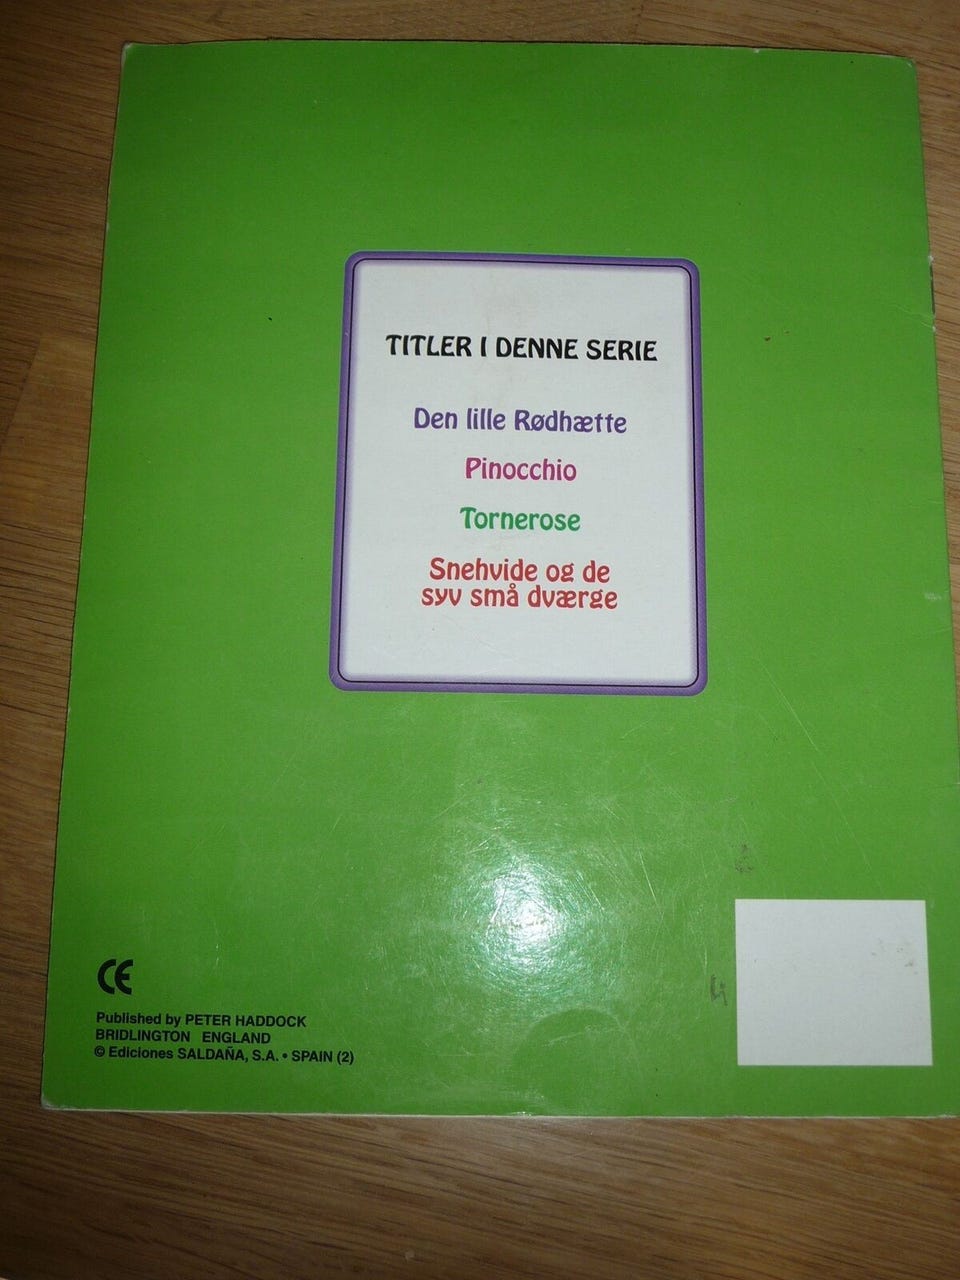 TITLER I DENNE SERIE
Den lille Rødhætte
Pinocchio
Tornerose
Snehvide og de
syv små dværge
CE
Published by PETER HADDOCK
BRIDLINGTON ENGLAND
© Ediciones SALDAÑA, S.A. • SPAIN (2)